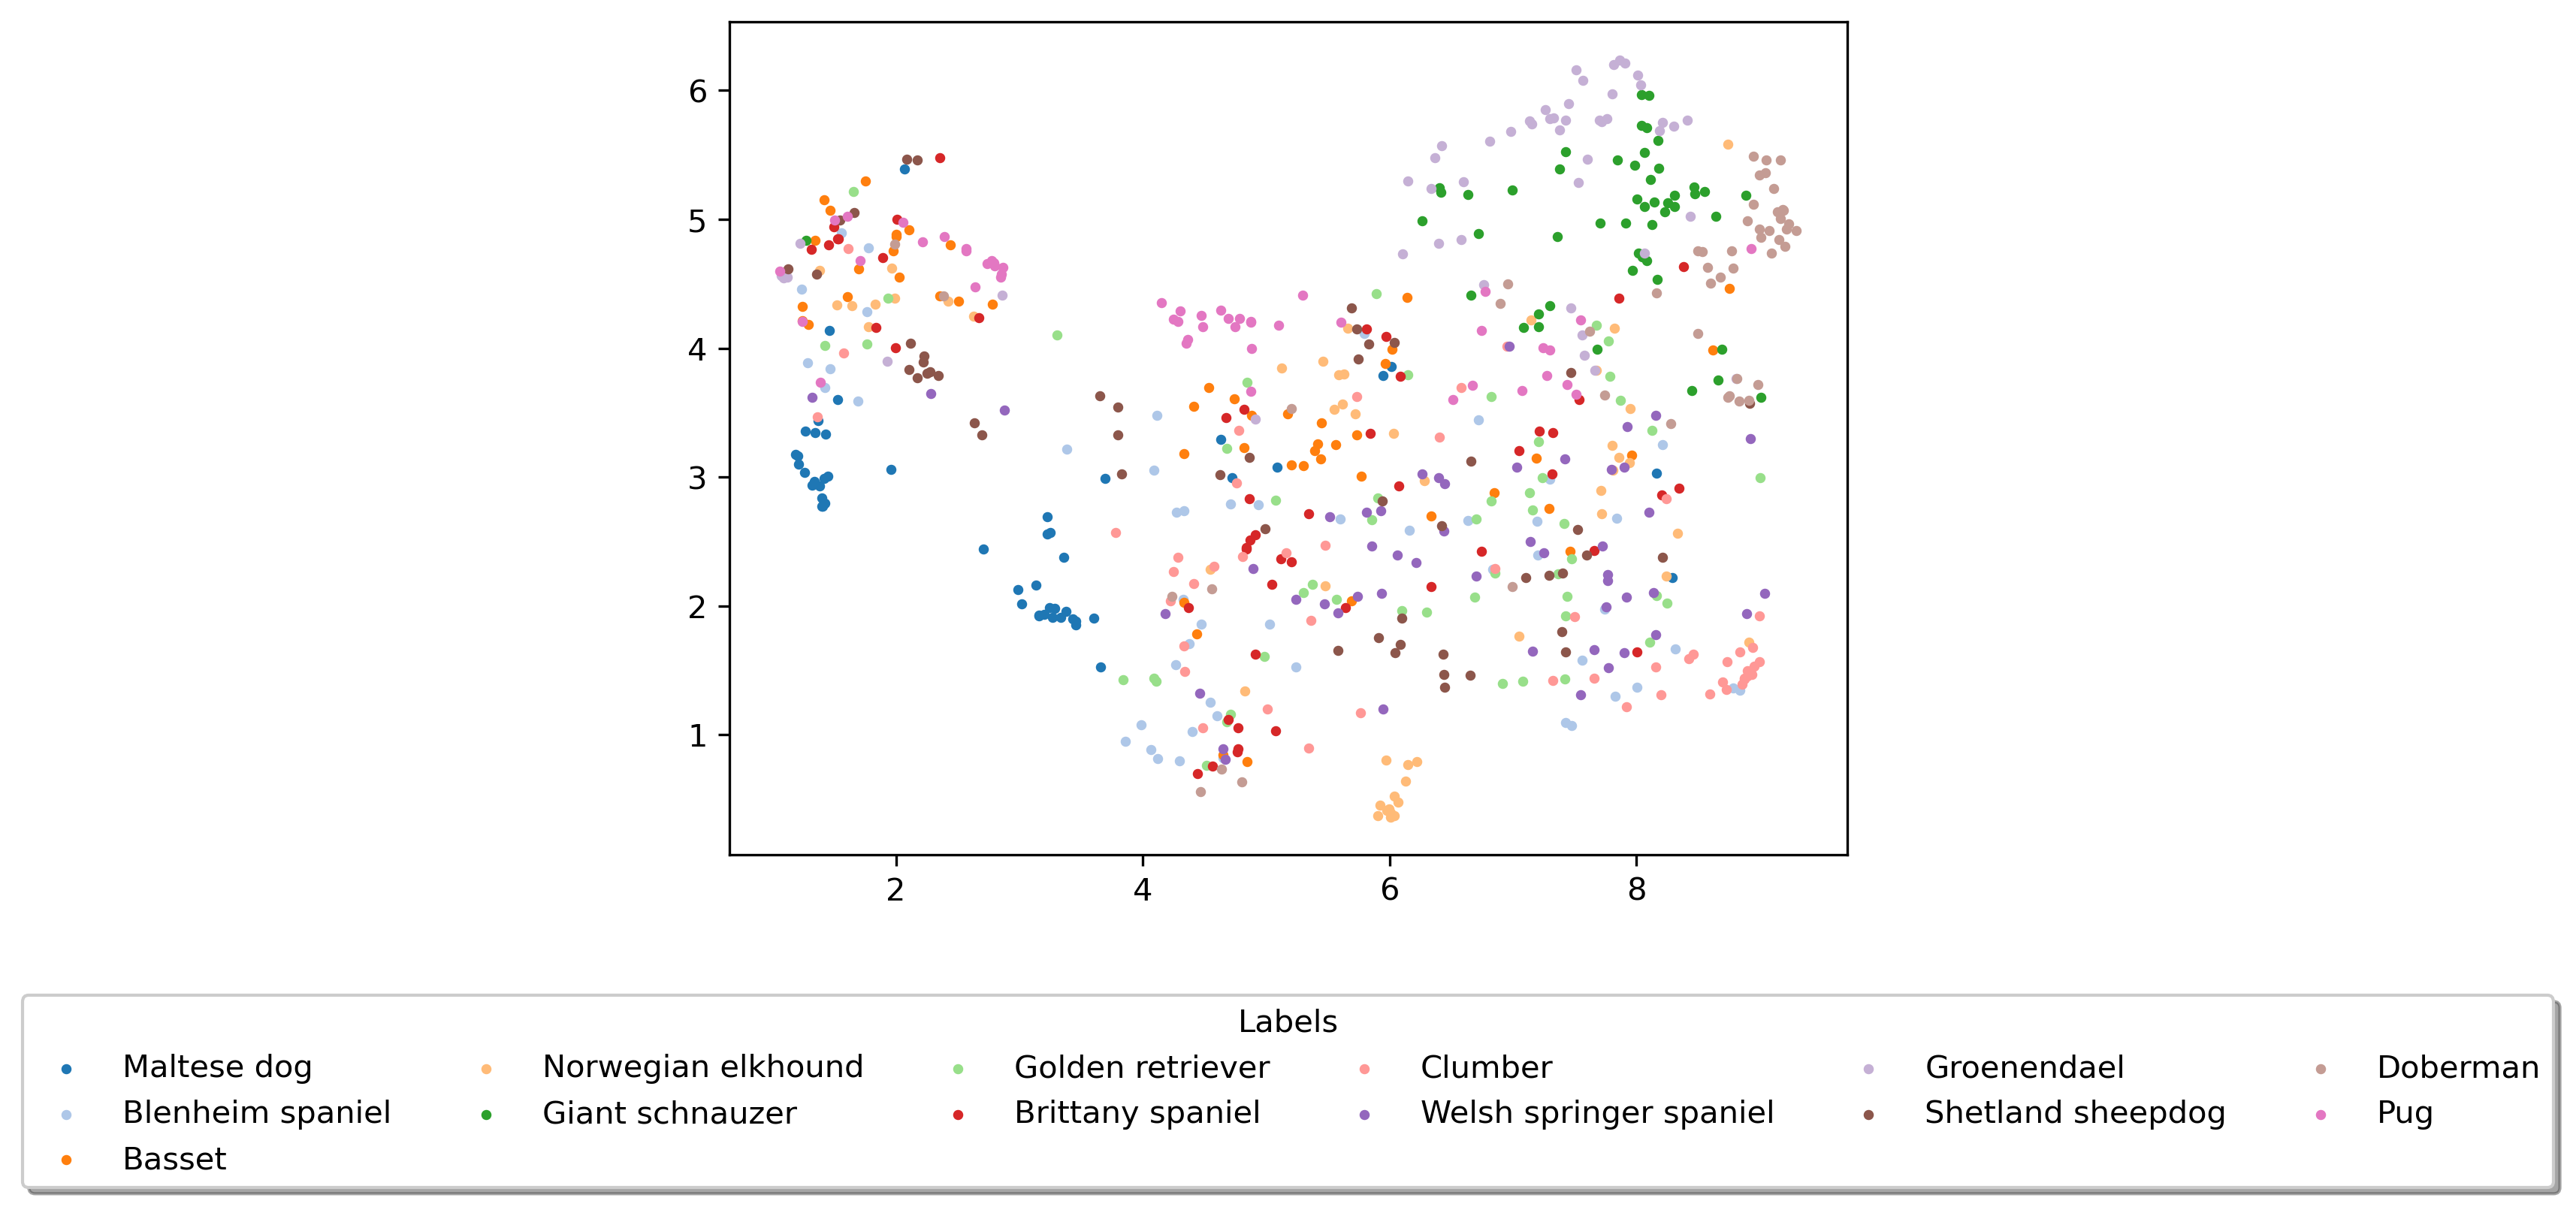 6
5
4
3
2
1
2 4 6 8
Labels
Maltese dog Norwegian elkhound Golden retriever Clumber Groenendael Doberman
Blenheim spaniel Giant schnauzer Brittany spaniel Welsh springer spaniel Shetland sheepdog Pug
Basset